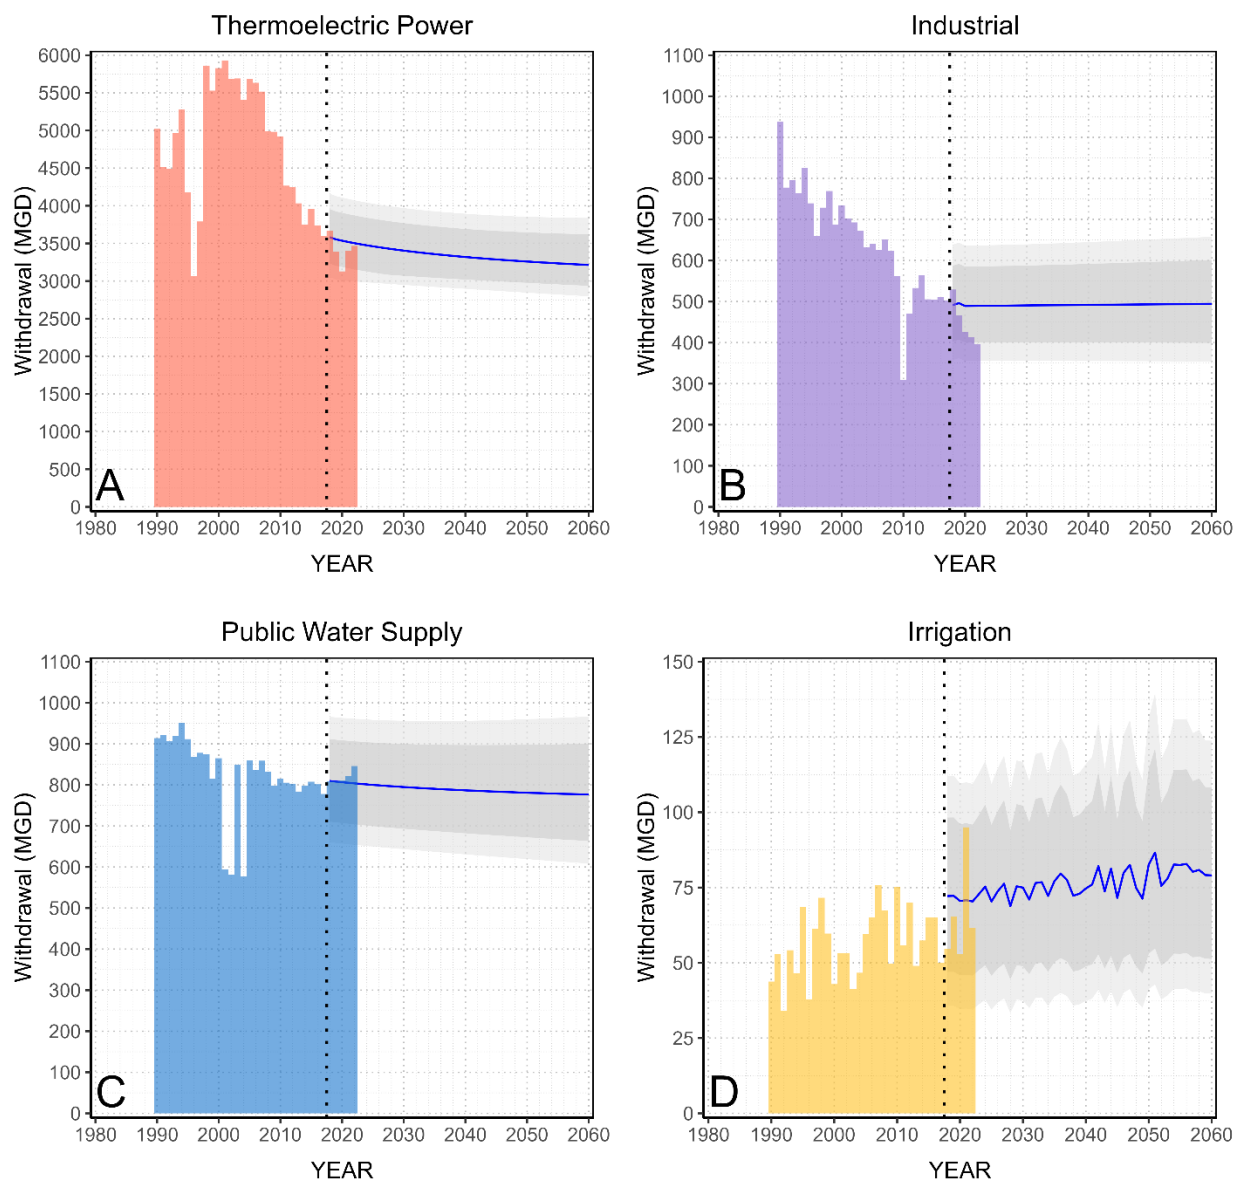 Thermoelectric Power
Withdrawal (MGD)
6000
5500
5000
4500
4000
3500
3000
2500
2000
1500
1000
500
0
A
1980 1990 2000 2010 2020 2030 2040 2050 2060
YEAR
Industrial
Withdrawal (MGD)
1100
1000
900
800
700
600
500
400
300
200
100
0
B
1980 1990 2000 2010 2020 2030 2040 2050 2060
YEAR
Public Water Supply
Withdrawal (MGD)
1100
1000
900
800
700
600
500
400
300
200
100
0
C
1980 1990 2000 2010 2020 2030 2040 2050 2060
YEAR
Irrigation
Withdrawal (MGD)
150
125
100
75
50
25
0
D
1980 1990 2000 2010 2020 2030 2040 2050 2060
YEAR